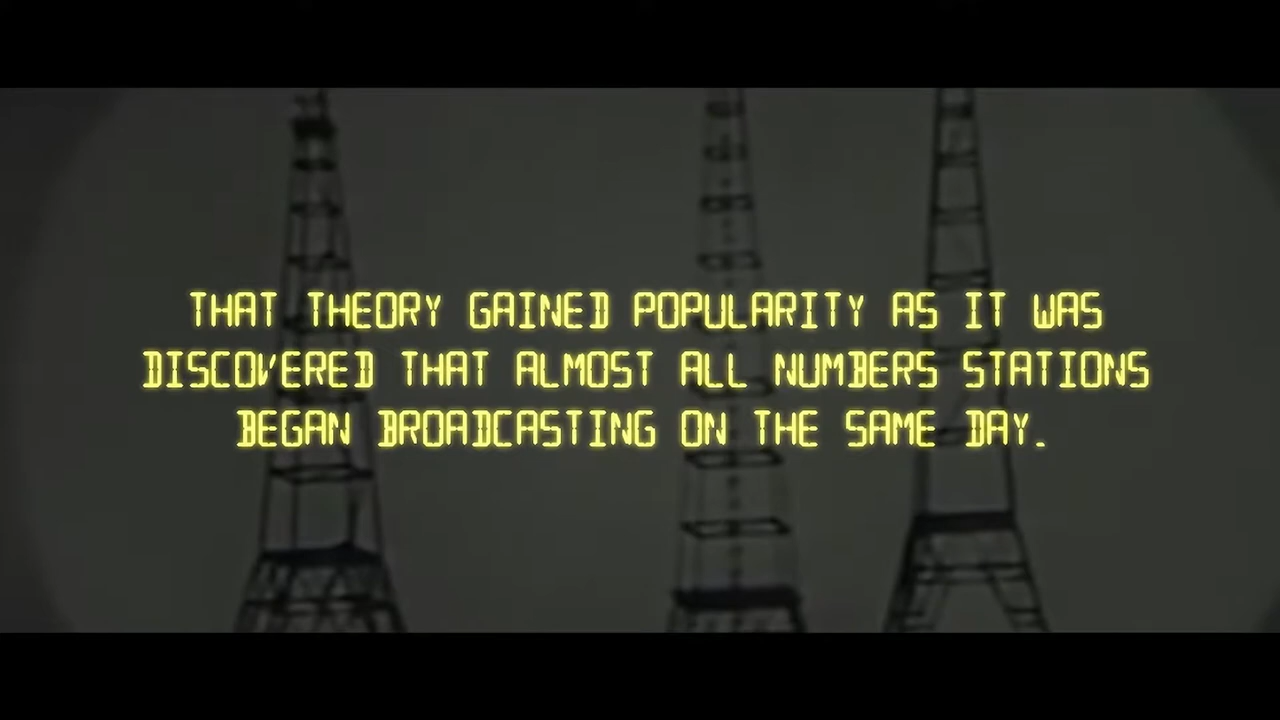 THAT THEORY GAINED POPULARITY AS IT WAS
DISCOVERED THAT ALMOST ALL NUMBERS STATIONS
BEGAN BROADCASTING ON THE SAME DAY.